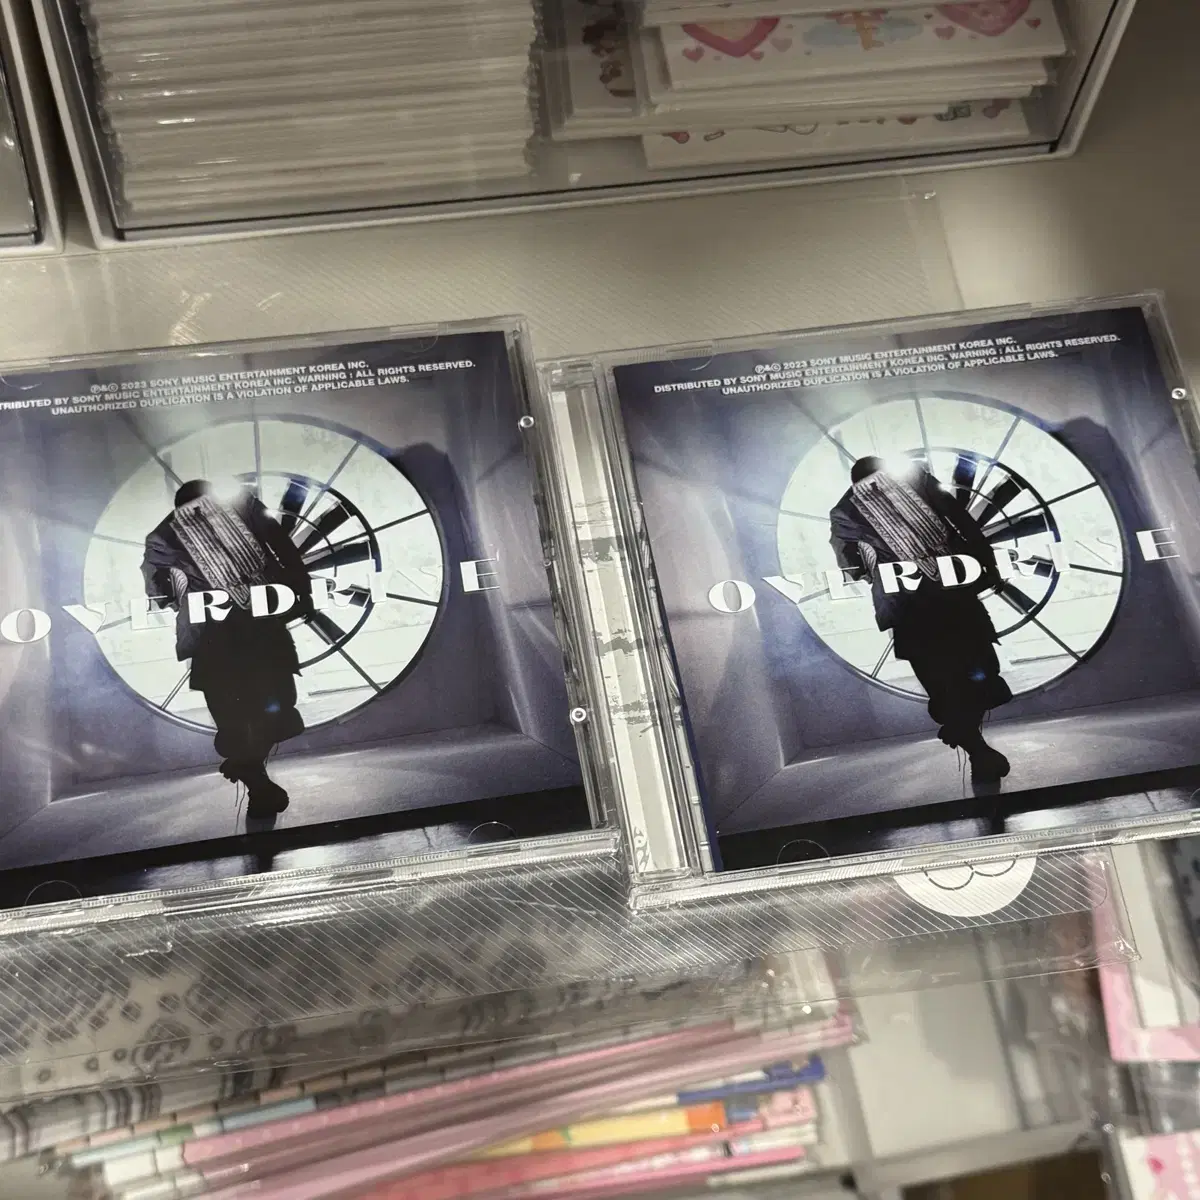 ℗&© 2023 SONY MUSIC ENTERTAINMENT KOREA INC.
TRIBUTED BY SONY MUSIC ENTERTAINMENT KOREA INC. WARNING : ALL RIGHTS RESERVED.
UNAUTHORIZED DUPLICATION IS A VIOLATION OF APPLICABLE LAWS.
OVERDRIVE
℗&© 2023 SONY MUSIC ENTERTAINMENT KOREA INC.
DISTRIBUTED BY SONY MUSIC ENTERTAINMENT KOREA INC. WARNING : ALL RIGHTS RESERVED.
UNAUTHORIZED DUPLICATION IS A VIOLATION OF APPLICABLE LAWS.
OVERDRIVE